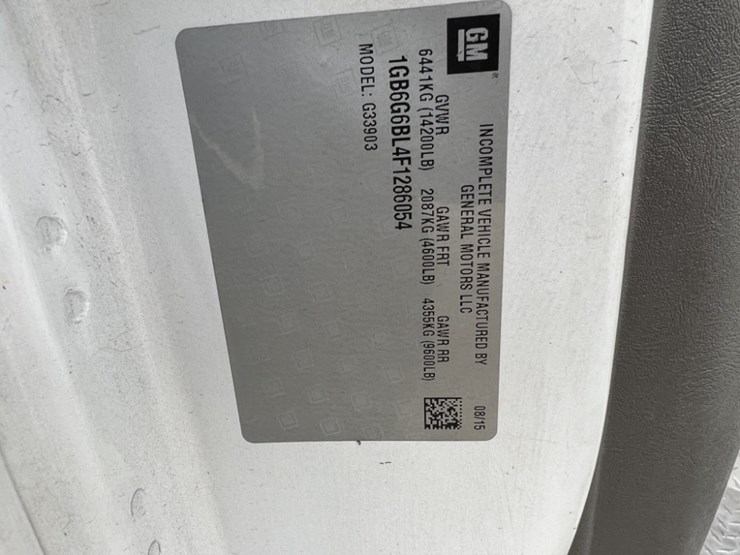 GM
®
INCOMPLETE VEHICLE MANUFACTURED BY 08/15
GENERAL MOTORS LLC
GVWR GAWR FRT GAWR RR
6441KG (14200LB) 2087KG (4600LB) 4355KG (9600LB)
1GB6G6BL4F1286054
MODEL: G33903